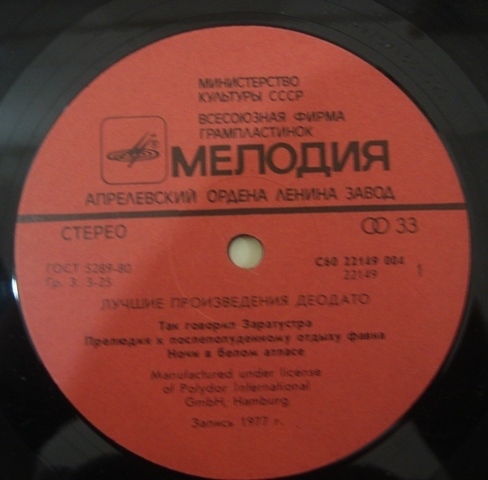 МИНИСТЕРСТВО
КУЛЬТУРЫ СССР
ВСЕСОЮЗНАЯ ФИРМА
ГРАМПЛАСТИНОК
МЕЛОДИЯ
АПРЕЛЕВСКИЙ ОРДЕНА ЛЕНИНА ЗАВОД
СТЕРЕО 33
ГОСТ 5289-80 С60 22149 004
Гр. 3. 3-25 22149 1
ЛУЧШИЕ ПРОИЗВЕДЕНИЯ ДЕОДАТО
Так говорил Заратустра
Прелюдия к послеполуденному отдыху фавна
Ночи в белом атласе
Manufactured under license
of Polydor International
GmbH, Hamburg.
Запись 1977 г.